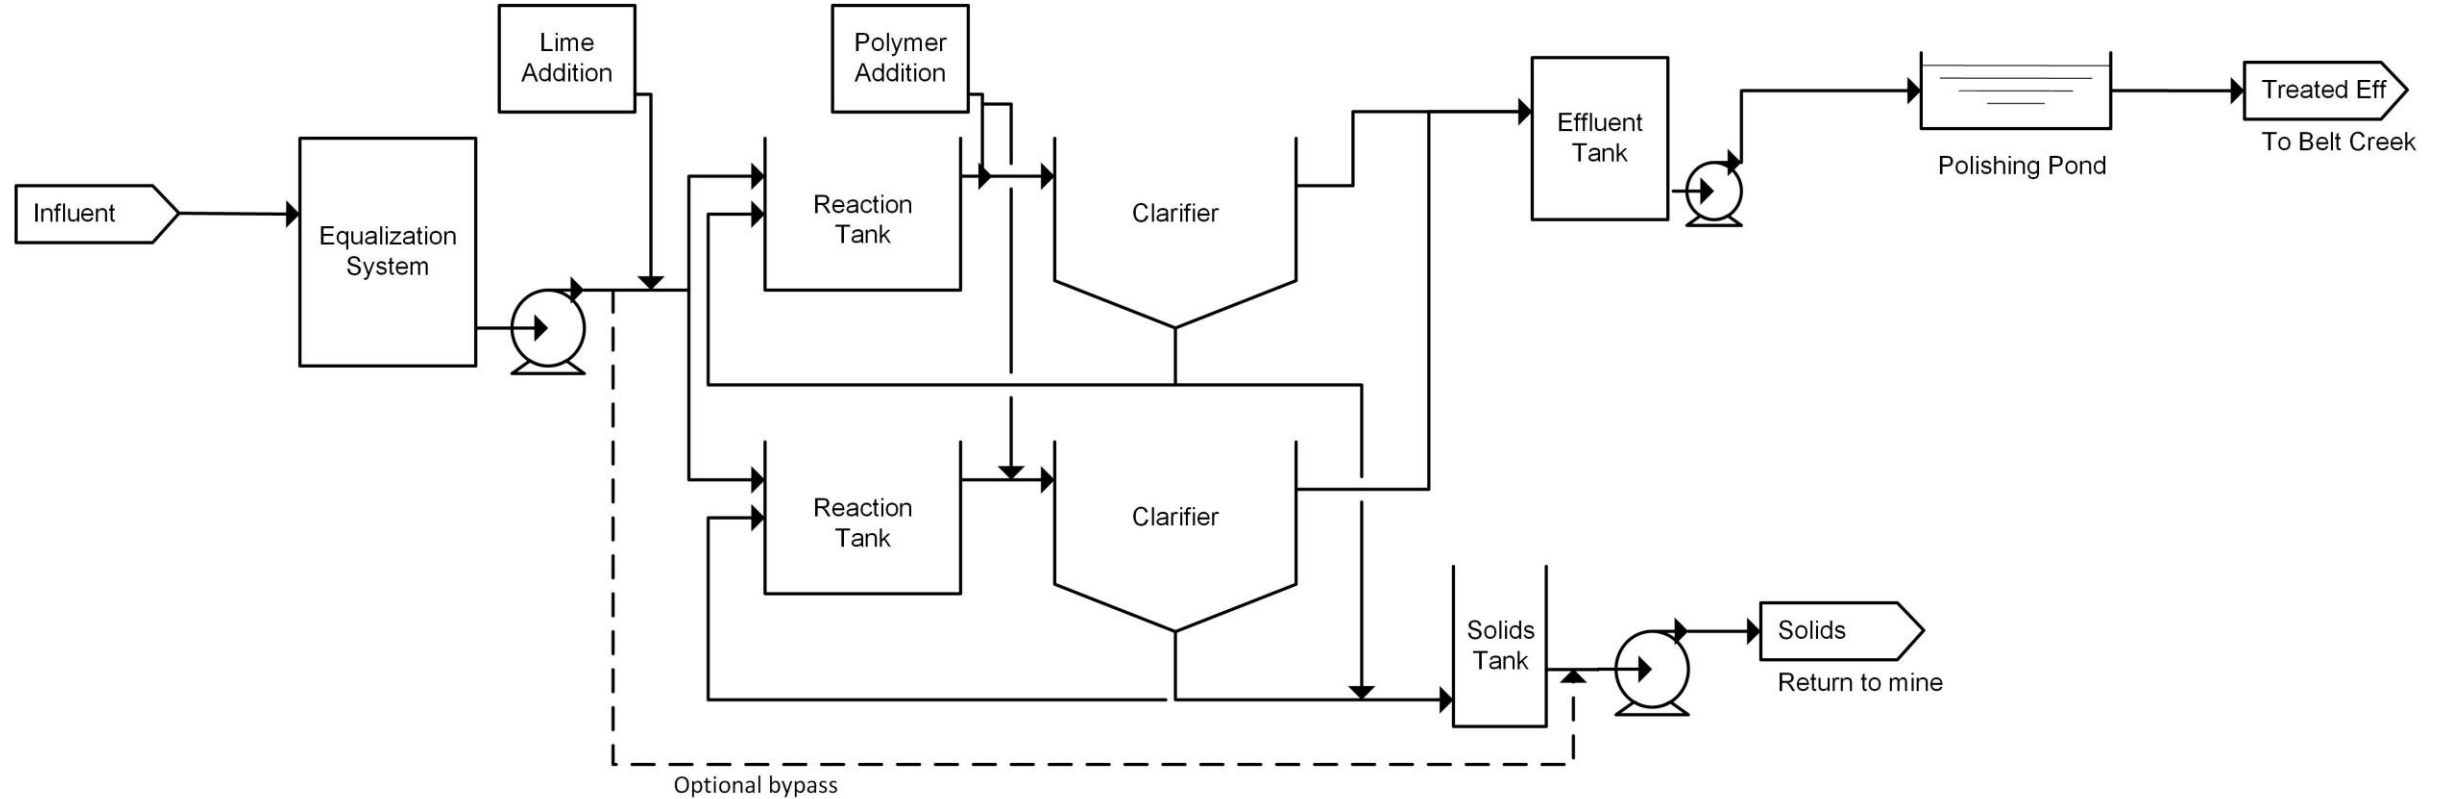 Lime
Addition
Polymer
Addition
Influent
Equalization
System
Reaction
Tank
Clarifier
Effluent
Tank
Polishing Pond
Treated Eff
To Belt Creek
Reaction
Tank
Clarifier
Solids
Tank
Solids
Return to mine
Optional bypass